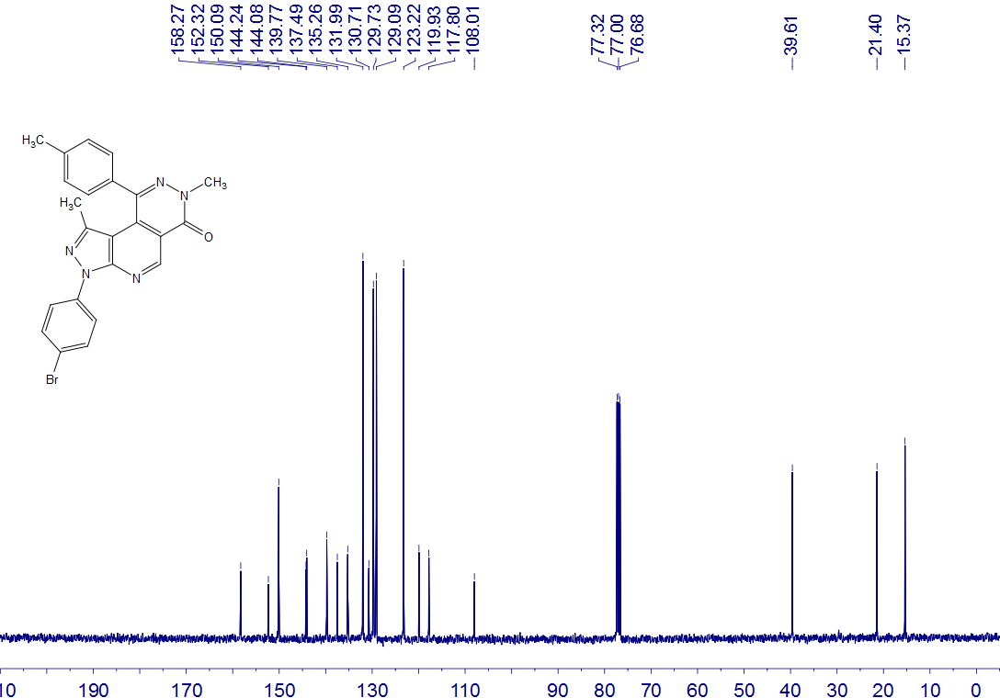 158.27
152.32
150.09
144.24
144.08
139.77
137.49
135.26
131.99
130.71
129.73
129.09
123.22
119.93
117.80
108.01
77.32
77.00
76.68
39.61
21.40
15.37
H3C
N
N
CH3
H3C
O
N
N
N
Br
10 190 170 150 130 110 90 80 70 60 50 40 30 20 10 0